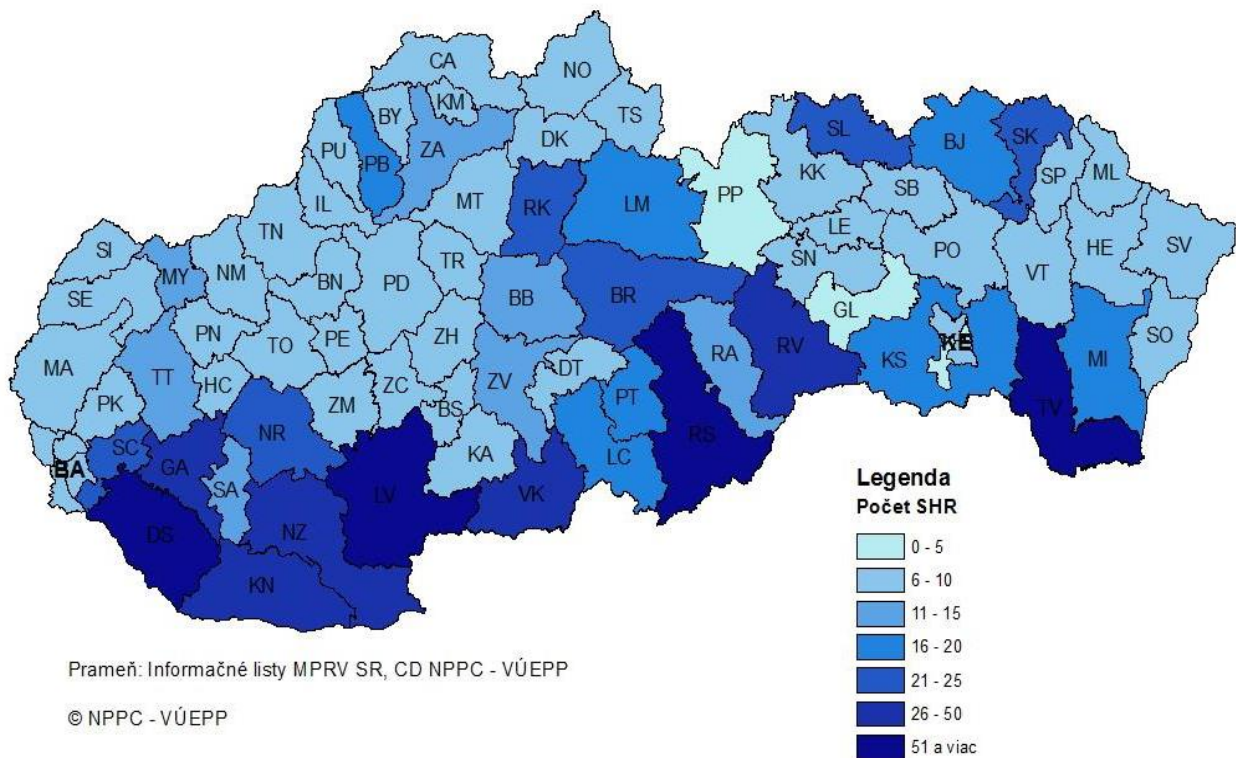 CA
NO
KM
BY
TS
PU
PB
ZA
DK
SL
BJ
SK
SP
ML
KK
IL
MT
RK
LM
PP
SB
LE
TN
SI
MY
NM
TR
SN
PO
HE
SV
VT
BN
PD
BB
BR
SE
GL
PN
TO
PE
ZH
RA
RV
KS
KE
MI
SO
MA
TT
HC
ZC
ZV
DT
PK
ZM
BS
PT
TV
NR
KA
RS
SC
BA
GA
LC
SA
LV
VK
DS
NZ
KN
Legenda
Počet SHR
0 - 5
6 - 10
11 - 15
16 - 20
21 - 25
26 - 50
51 a viac
Prameň: Informačné listy MPRV SR, CD NPPC - VÚEPP
© NPPC - VÚEPP